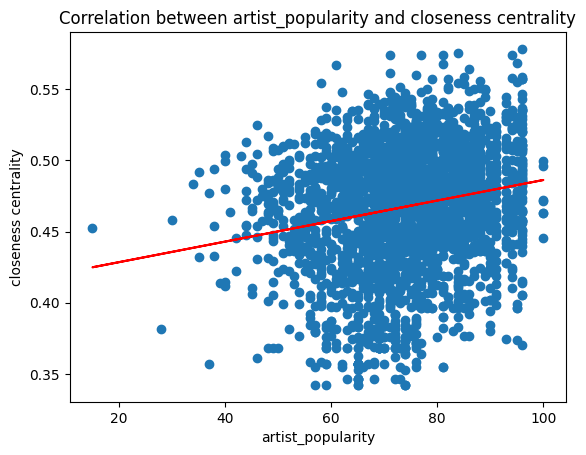 Correlation between artist_popularity and closeness centrality
closeness centrality
0.55
0.50
0.45
0.40
0.35
20 40 60 80 100
artist_popularity